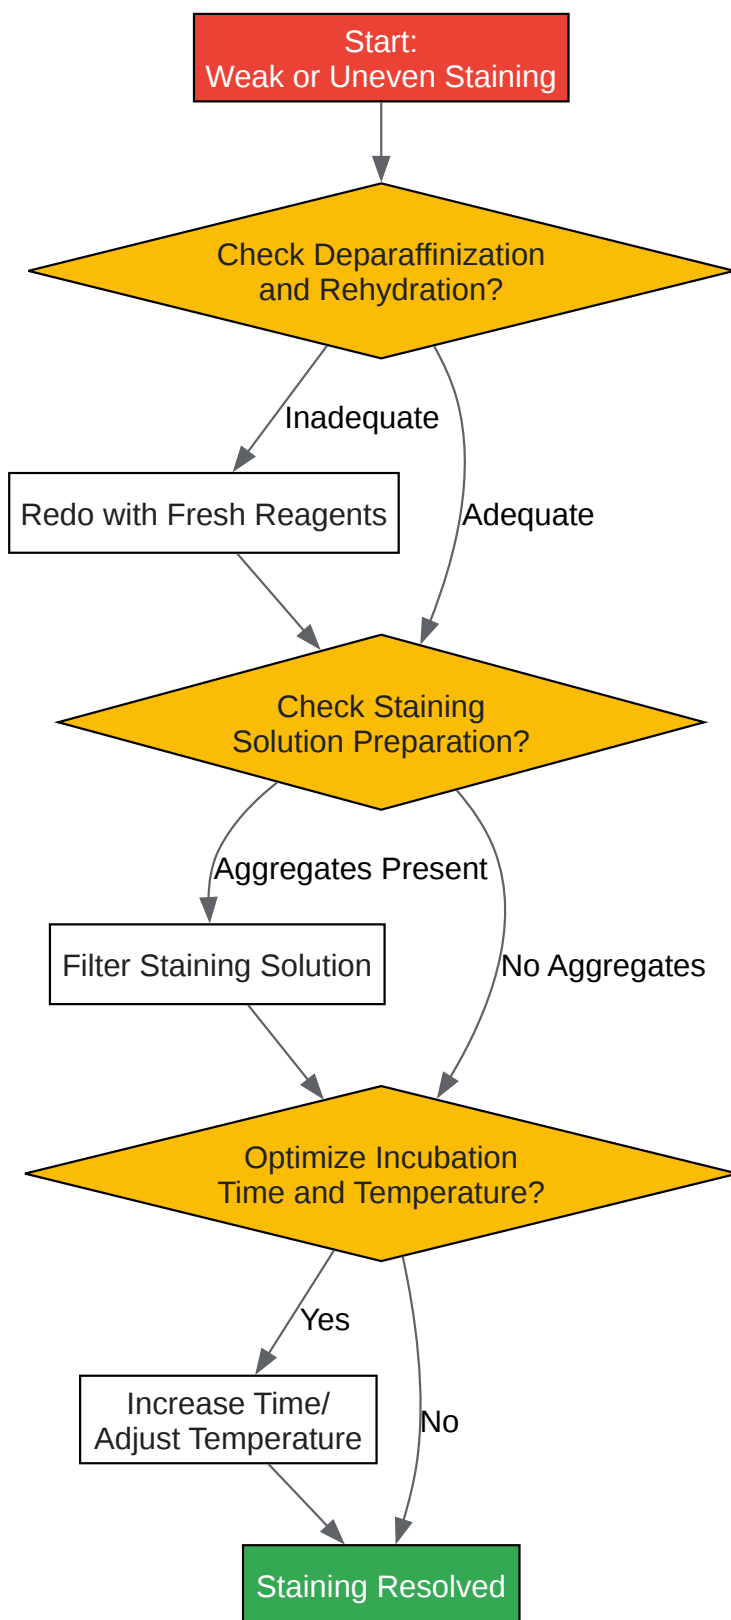 Start:
Weak or Uneven Staining
Check Deparaffinization
and Rehydration?
Inadequate
Redo with Fresh Reagents
Adequate
Check Staining
Solution Preparation?
Aggregates Present
Filter Staining Solution
No Aggregates
Optimize Incubation
Time and Temperature?
Yes
Increase Time/
Adjust Temperature
No
Staining Resolved